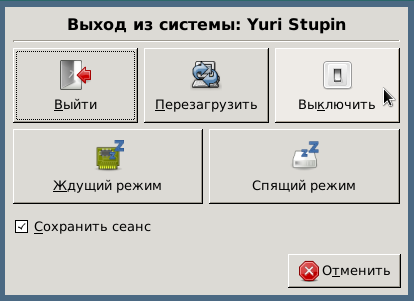 Выход из системы: Yuri Stupin
Выйти
Перезагрузить
Выключить
Ждущий режим
Спящий режим
Сохранить сеанс
Отменить